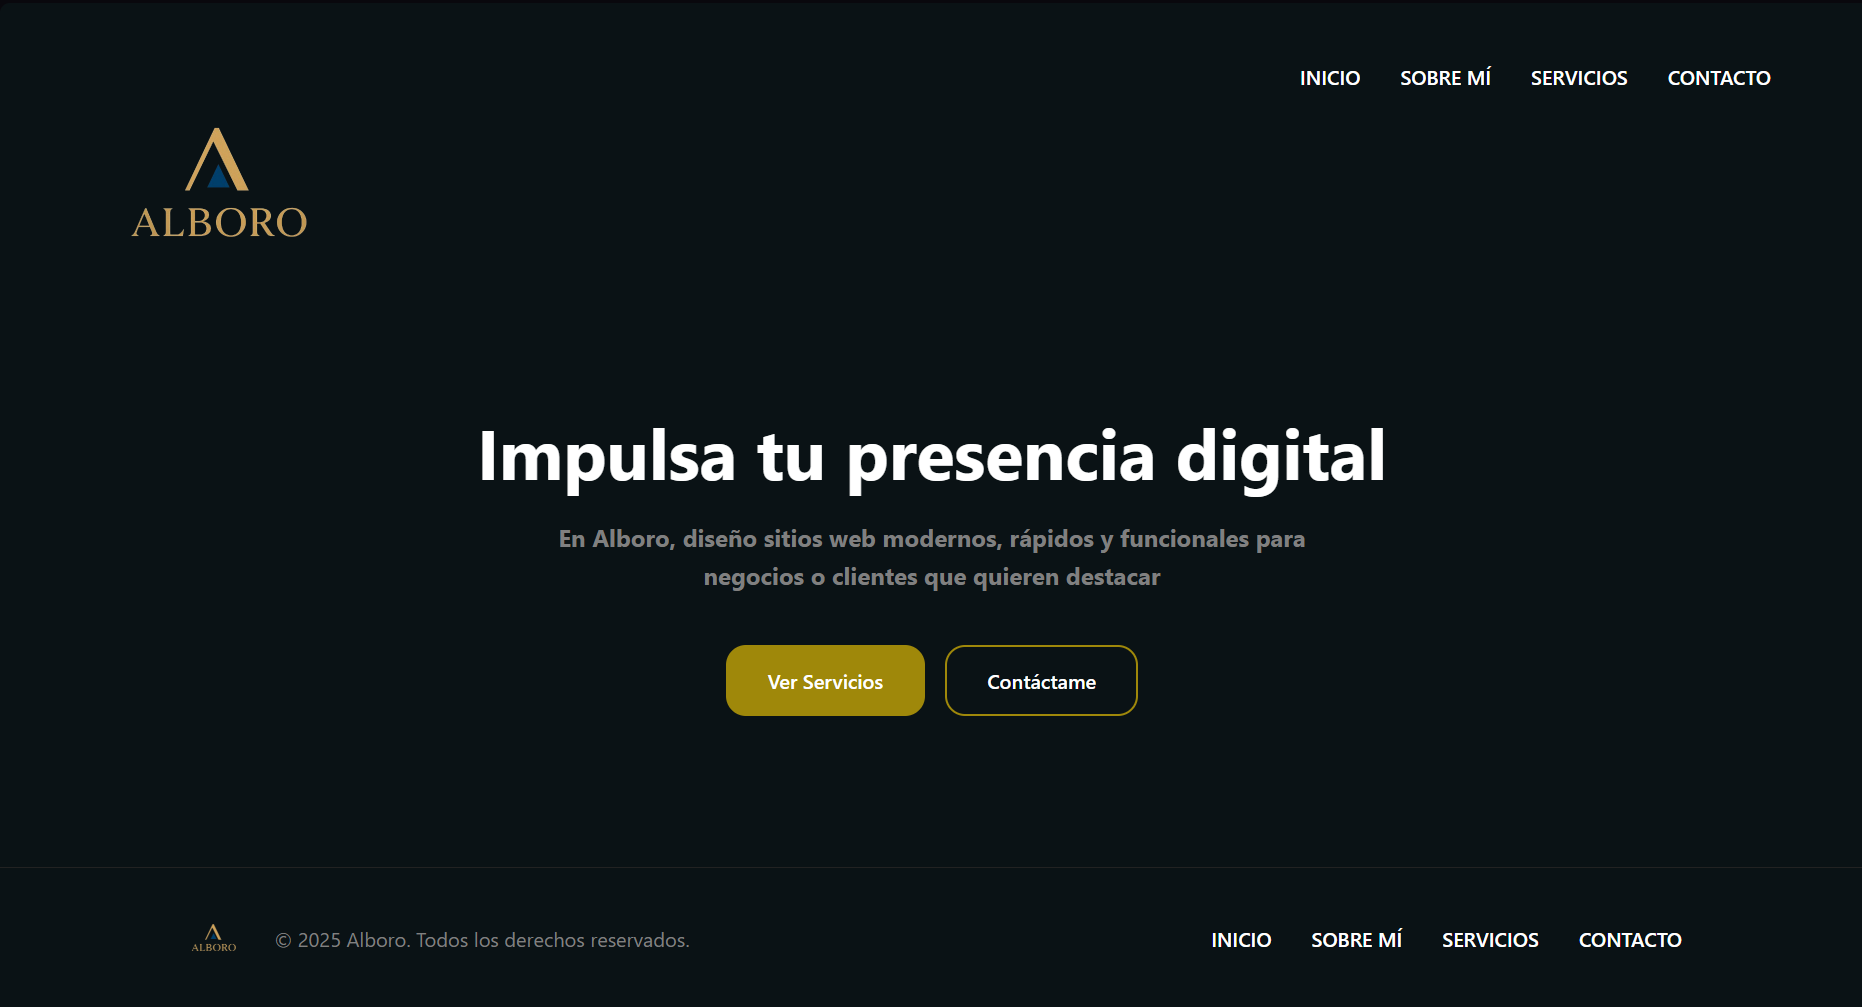 INICIO SOBRE MÍ SERVICIOS CONTACTO
ALBORO
Impulsa tu presencia digital
En Alboro, diseño sitios web modernos, rápidos y funcionales para
negocios o clientes que quieren destacar
Ver Servicios Contáctame
ALBORO © 2025 Alboro. Todos los derechos reservados. INICIO SOBRE MÍ SERVICIOS CONTACTO